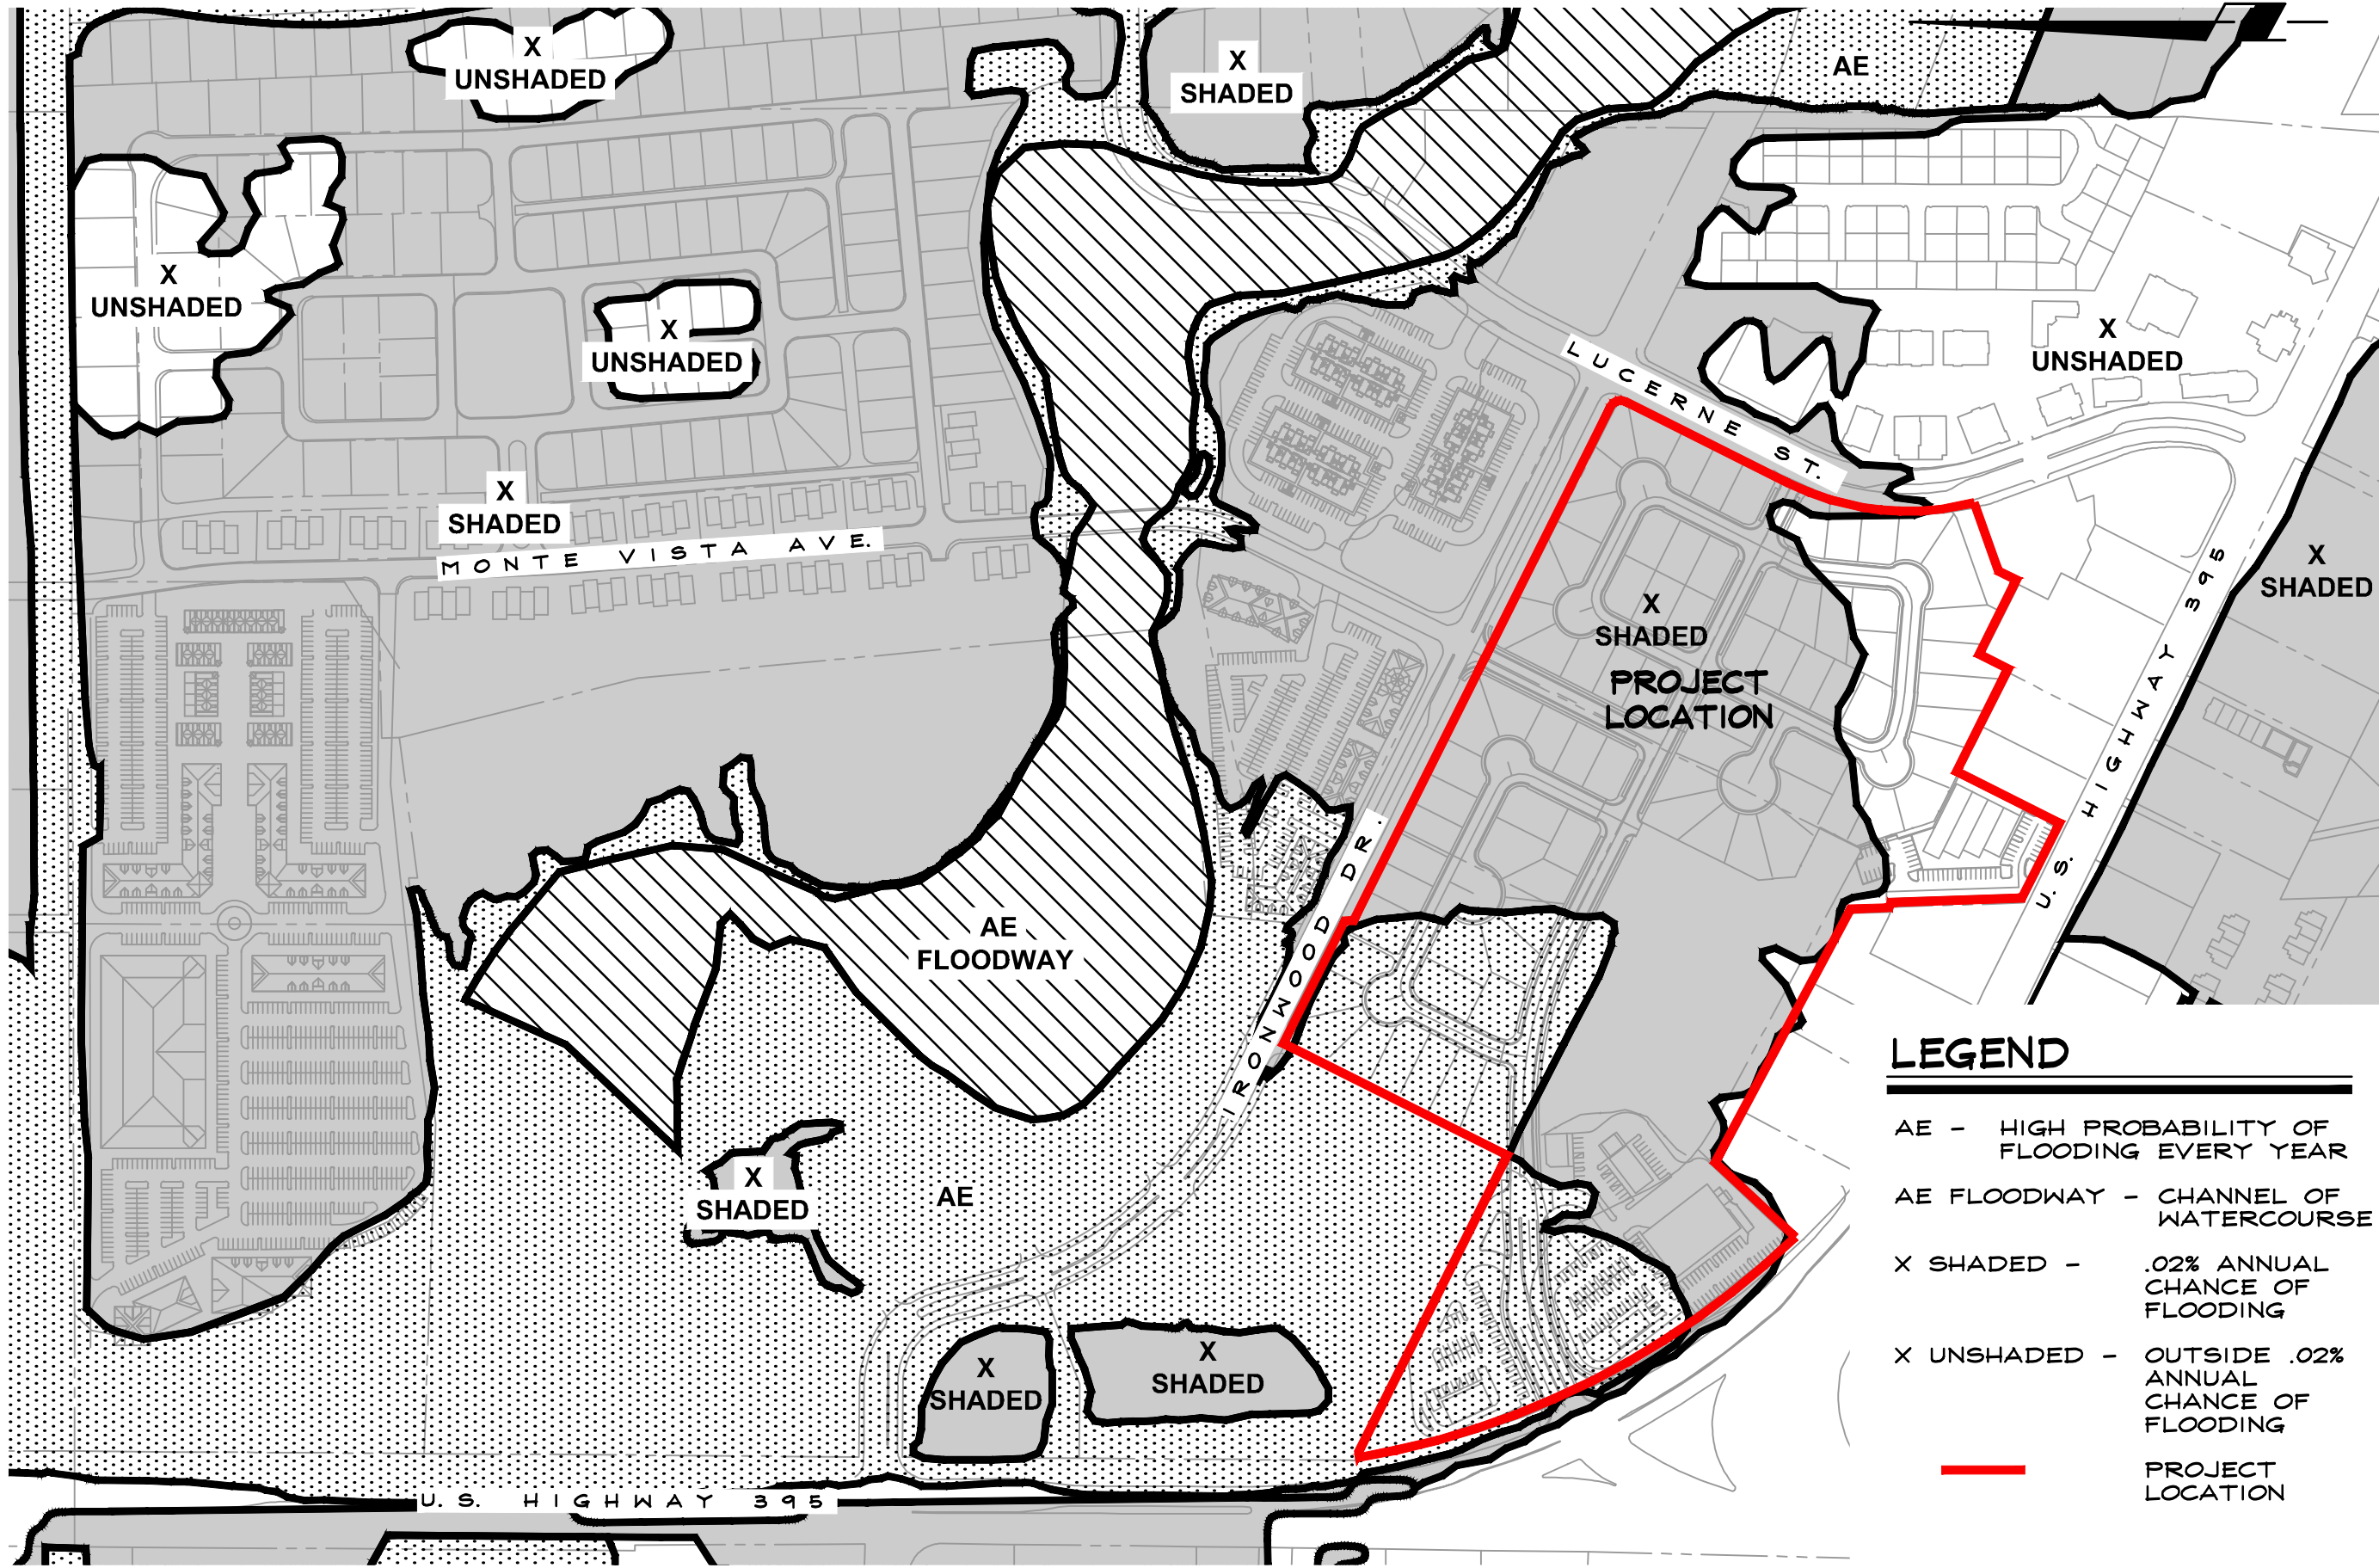 X
UNSHADED
X
SHADED
AE
X
UNSHADED
X
UNSHADED
X
UNSHADED
LUCERNE ST.
X
SHADED
MONTE VISTA AVE.
X
SHADED
X
SHADED
PROJECT
LOCATION
U.S. HIGHWAY 395
IRONWOOD DR.
AE
FLOODWAY
X
SHADED
AE
X
SHADED
X
SHADED
U.S. HIGHWAY 395
LEGEND
AE - HIGH PROBABILITY OF
FLOODING EVERY YEAR
AE FLOODWAY - CHANNEL OF
WATERCOURSE
X SHADED - .02% ANNUAL
CHANCE OF
FLOODING
X UNSHADED - OUTSIDE .02%
ANNUAL
CHANCE OF
FLOODING
PROJECT
LOCATION